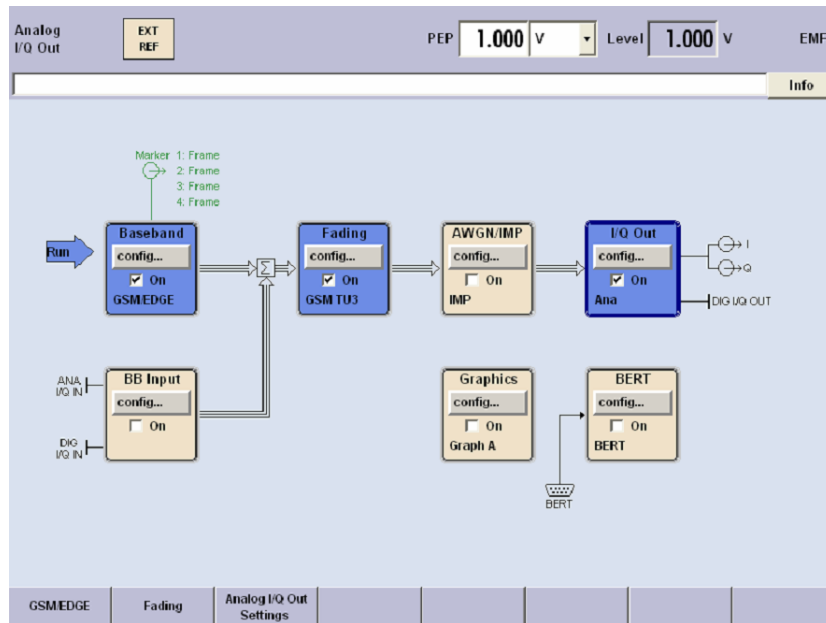 Analog
I/Q Out
EXT
REF
PEP 1.000 V Level 1.000 V EMF
Info
Marker 1: Frame
2: Frame
3: Frame
4: Frame
Run
Baseband
config...
On
GSM/EDGE
Σ
Fading
config...
On
GSM TU3
AWGN/IMP
config...
On
IMP
I/Q Out
config...
On
Ana
I
Q
DIG I/Q OUT
ANA
I/Q IN
DIG
I/Q IN
BB Input
config...
On
Graphics
config...
On
Graph A
BERT
config...
On
BERT
BERT
GSM/EDGE
Fading
Analog I/Q Out
Settings